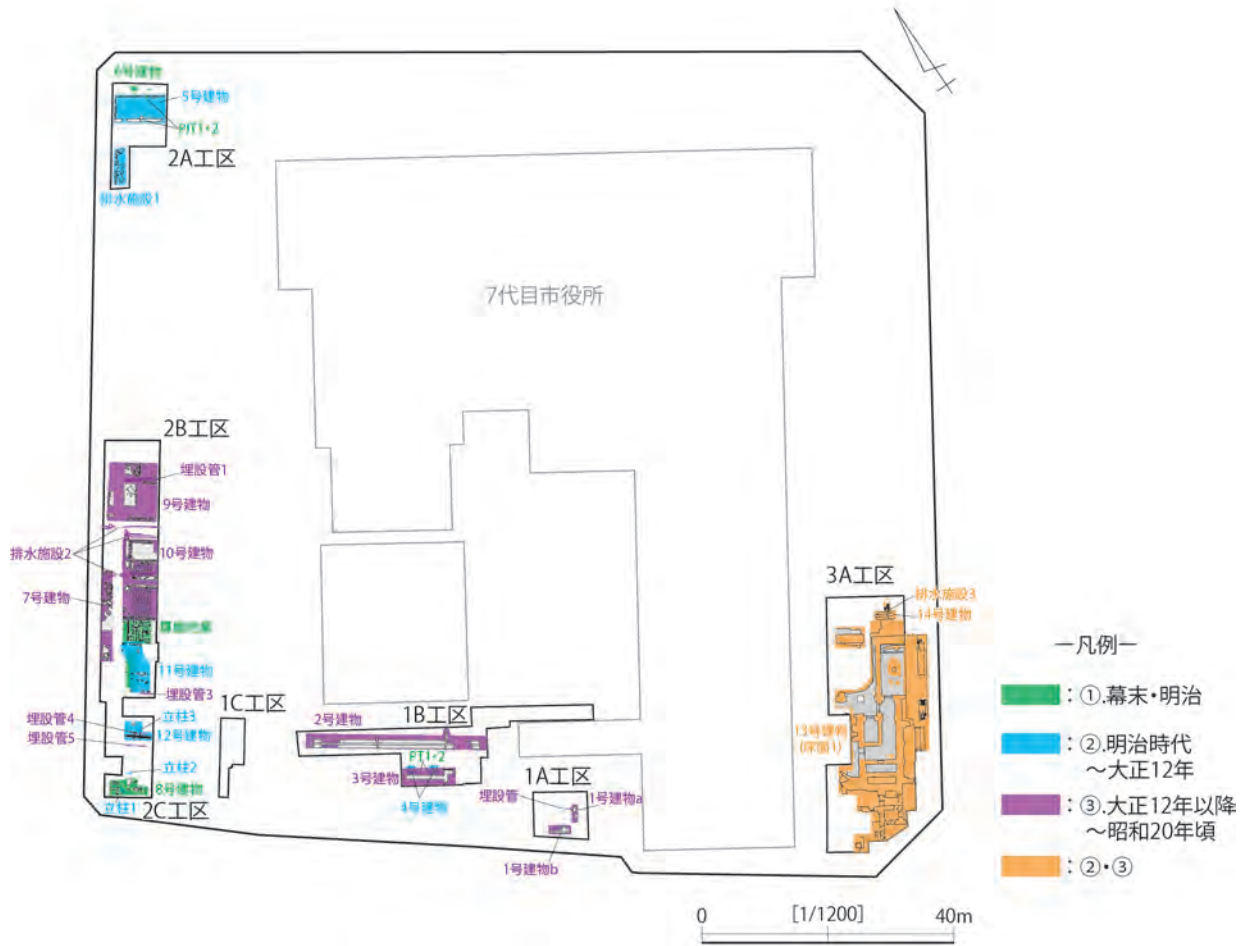 6号建物
5号建物
PIT1・2
2A工区
排水施設1
7代目市役所
2B工区
埋設管1
9号建物
排水施設2
10号建物
7号建物
11号建物
埋設管3
1C工区
埋設管4
立柱3
12号建物
埋設管5
立柱2
8号建物
立柱1
2C工区
2号建物
1B工区
PIT1・2
3号建物
4号建物
1A工区
埋設管
1号建物a
1号建物b
3A工区
排水施設3
14号建物
13号建物
(床面1)
ー凡例ー
:①.幕末・明治
:②.明治時代
～大正12年
:③.大正12年以降
～昭和20年頃
:②・③
0
[1/1200]
40m